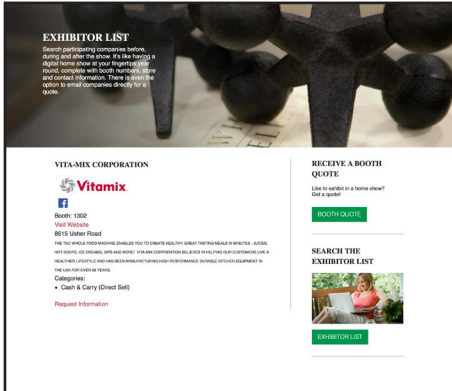 EXHIBITOR LIST
Search participating companies before,
during and after the show. It's like having a
digital home show at your fingertips year
round, complete with booth numbers, store
and contact information. There is even the
option to email companies directly for a
quote.
VITA-MIX CORPORATION
Vitamix
Booth: 1302
Visit Website
8615 Usher Road
THE TNC WHOLE FOOD MACHINE ENABLES YOU TO CREATE HEALTHY, GREAT-TASTING MEALS IN MINUTES - JUICES,
HOT SOUPS, ICE CREAMS, DIPS AND MORE! VITA-MIX CORPORATION BELIEVES IN HELPING OUR CUSTOMERS LIVE A
HEALTHIER LIFESTYLE AND HAS BEEN MANUFACTURING HIGH PERFORMANCE DURABLE KITCHEN EQUIPMENT IN
THE USA FOR OVER 85 YEARS.
Categories:
• Cash & Carry (Direct Sell)
Request Information
RECEIVE A BOOTH
QUOTE
Like to exhibit in a home show?
Get a quote!
BOOTH QUOTE
SEARCH THE
EXHIBITOR LIST
EXHIBITOR LIST